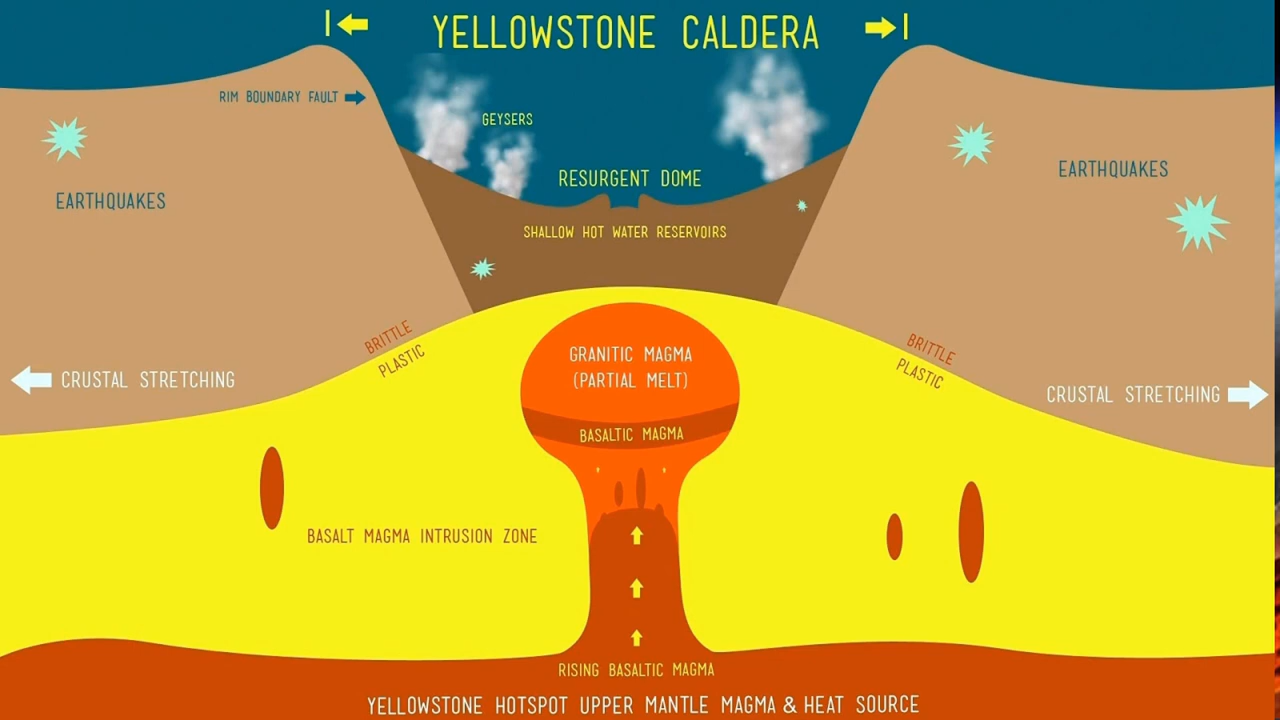 YELLOWSTONE CALDERA
RIM BOUNDARY FAULT
GEYSERS
RESURGENT DOME
SHALLOW HOT WATER RESERVOIRS
EARTHQUAKES
EARTHQUAKES
BRITTLE
PLASTIC
BRITTLE
PLASTIC
CRUSTAL STRETCHING
CRUSTAL STRETCHING
GRANITIC MAGMA
(PARTIAL MELT)
BASALTIC MAGMA
BASALT MAGMA INTRUSION ZONE
RISING BASALTIC MAGMA
YELLOWSTONE HOTSPOT UPPER MANTLE MAGMA & HEAT SOURCE